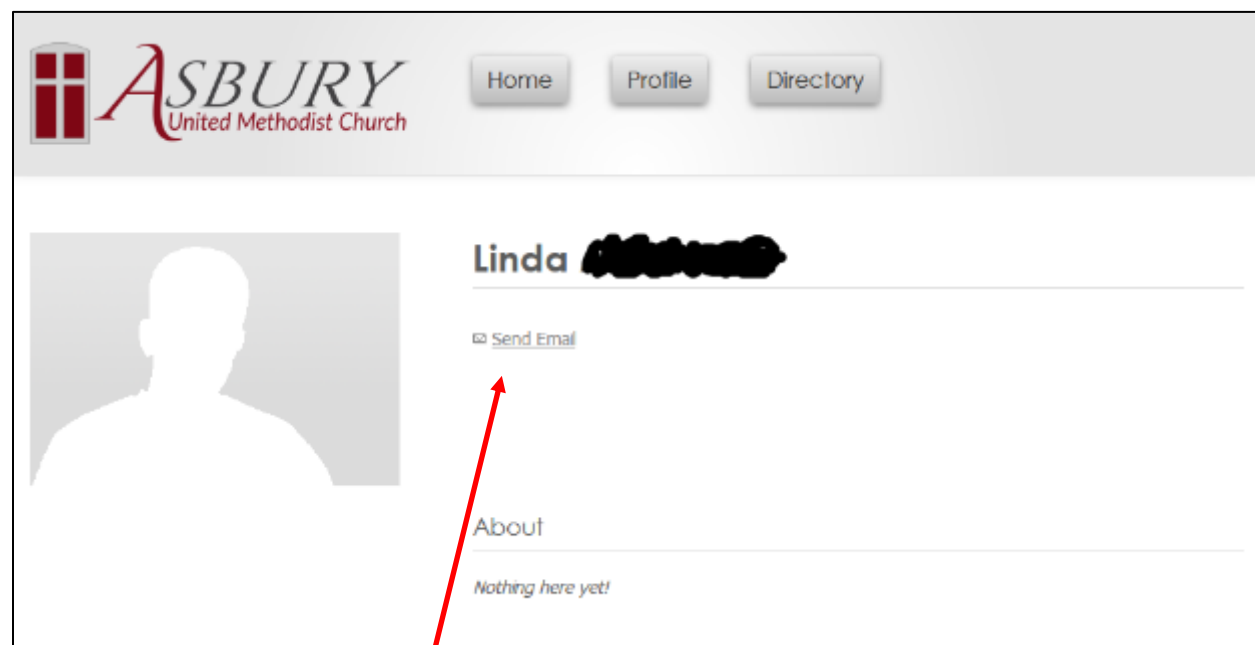 ASBURY
United Methodist Church
Home Profile Directory
Linda
Send Email
About
Nothing here yet!